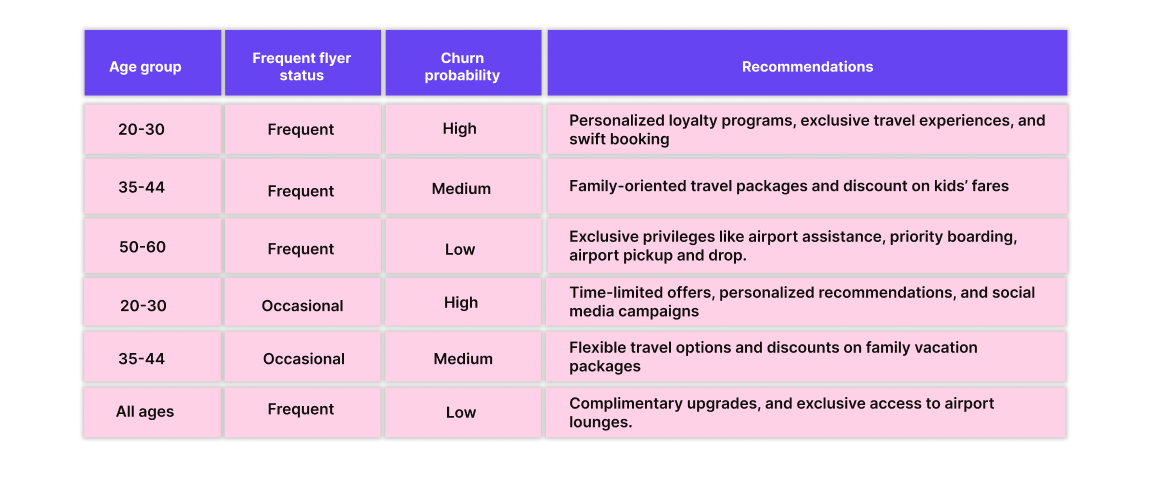 Age group
Frequent flyer
status
Churn
probability
Recommendations
20-30
Frequent
High
Personalized loyalty programs, exclusive travel experiences, and
swift booking
35-44
Frequent
Medium
Family-oriented travel packages and discount on kids’ fares
50-60
Frequent
Low
Exclusive privileges like airport assistance, priority boarding,
airport pickup and drop.
20-30
Occasional
High
Time-limited offers, personalized recommendations, and social
media campaigns
35-44
Occasional
Medium
Flexible travel options and discounts on family vacation
packages
All ages
Frequent
Low
Complimentary upgrades, and exclusive access to airport
lounges.